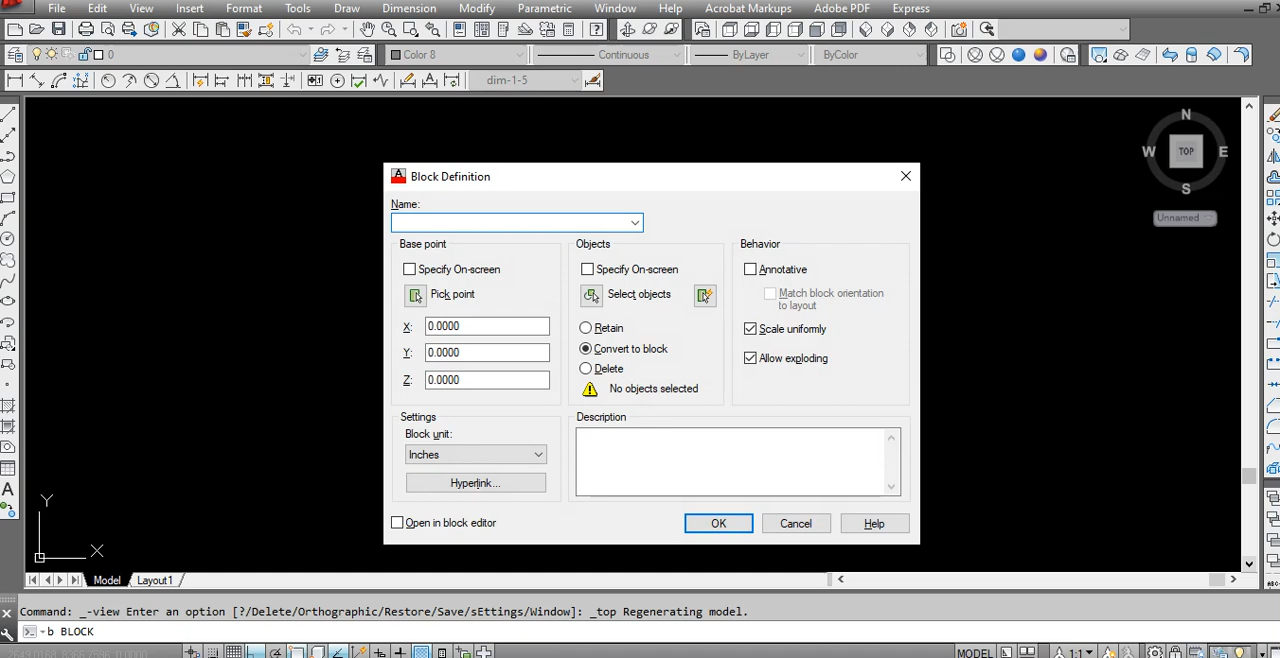 File Edit View Insert Format Tools Draw Dimension Modify Parametric Window Help Acrobat Markups Adobe PDF Express
0 Color 8 Continuous ByLayer ByColor
dim-1-5
N
W TOP E
S
Unnamed
Block Definition
Name:
Base point
Specify On-screen
Pick point
X: 0.0000
Y: 0.0000
Z: 0.0000
Objects
Specify On-screen
Select objects
Retain
Convert to block
Delete
No objects selected
Behavior
Annotative
Match block orientation
to layout
Scale uniformly
Allow exploding
Settings
Block unit:
Inches
Hyperlink...
Description
Open in block editor
OK Cancel Help
Y
X
Model Layout1
Command: _-view Enter an option [?/Delete/Orthographic/Restore/Save/sEttings/Window]: _top Regenerating model.
b BLOCK
MODEL 1:1